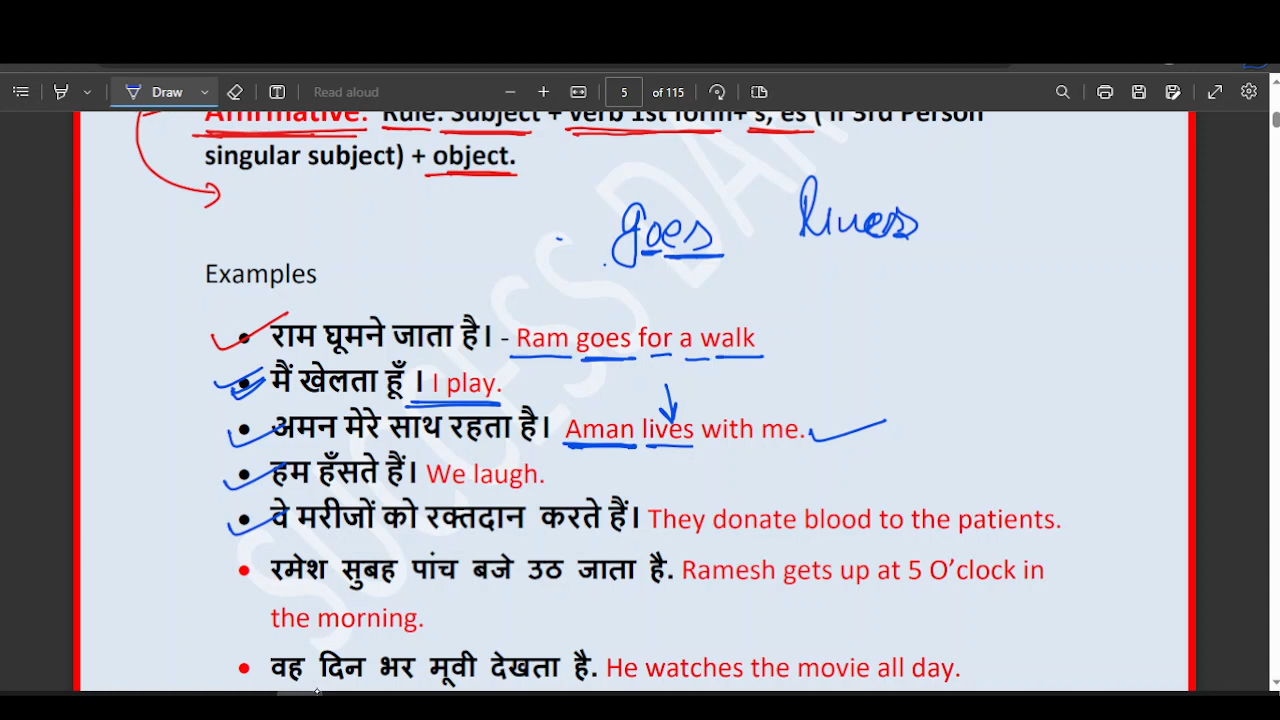 Draw
Read aloud
5 of 115
Affirmative: Rule: Subject + Verb 1st form+ s, es ( if 3rd Person
singular subject) + object.
goes lives
Examples
राम घूमने जाता है। - Ram goes for a walk
मैं खेलता हूँ । I play.
अमन मेरे साथ रहता है। Aman lives with me.
हम हँसते हैं। We laugh.
वे मरीजों को रक्तदान करते हैं। They donate blood to the patients.
रमेश सुबह पांच बजे उठ जाता है. Ramesh gets up at 5 O’clock in
the morning.
वह दिन भर मूवी देखता है. He watches the movie all day.